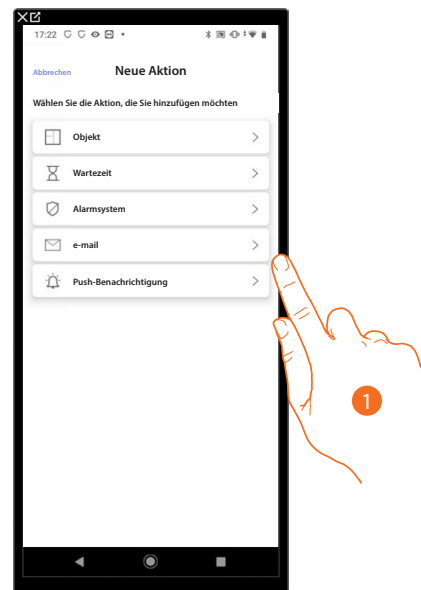 17:22
Abbrechen Neue Aktion
Wählen Sie die Aktion, die Sie hinzufügen möchten
Objekt
Wartezeit
Alarmsystem
e-mail
Push-Benachrichtigung
1